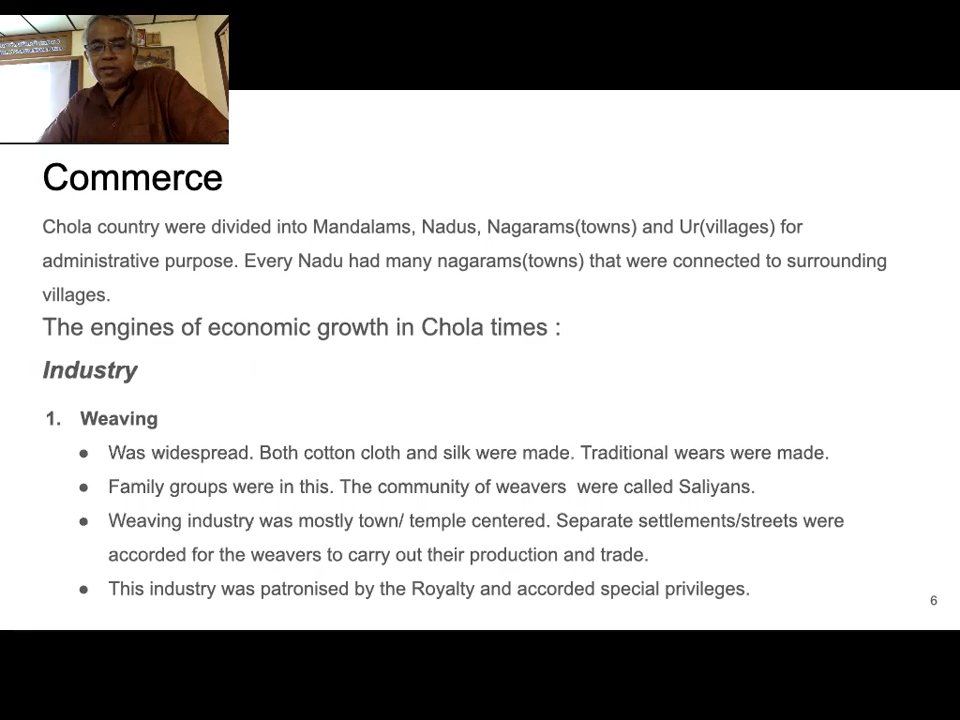 Commerce
Chola country were divided into Mandalams, Nadus, Nagarams(towns) and Ur(villages) for
administrative purpose. Every Nadu had many nagarams(towns) that were connected to surrounding
villages.
The engines of economic growth in Chola times :
Industry
1. Weaving
● Was widespread. Both cotton cloth and silk were made. Traditional wears were made.
● Family groups were in this. The community of weavers were called Saliyans.
● Weaving industry was mostly town/ temple centered. Separate settlements/streets were
accorded for the weavers to carry out their production and trade.
● This industry was patronised by the Royalty and accorded special privileges.
6